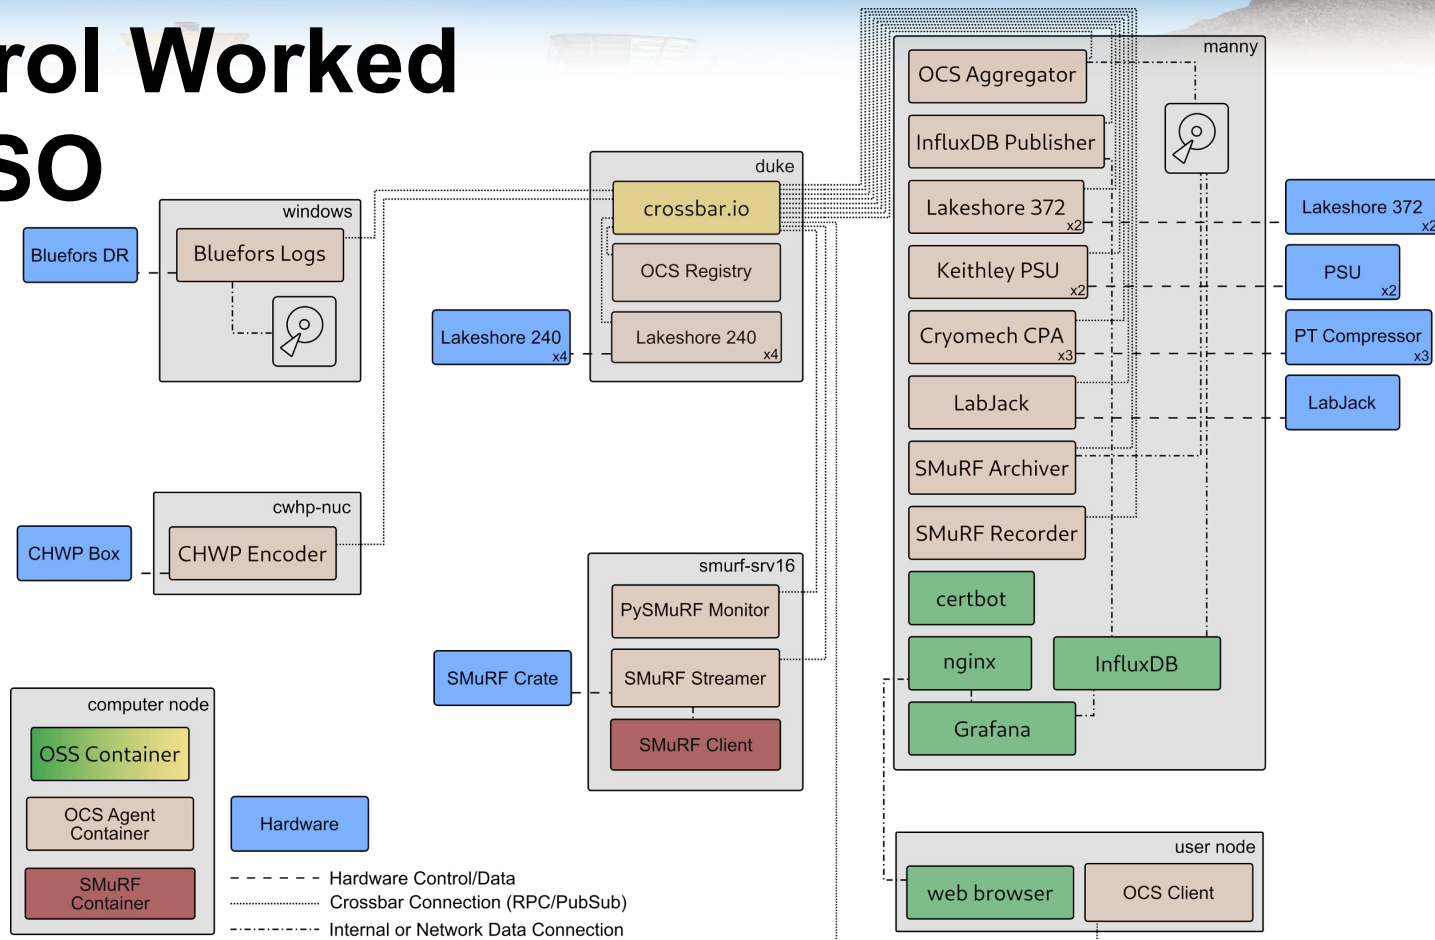 rol Worked
SO
windows
Bluefors DR
Bluefors Logs
cwhp-nuc
CHWP Box
CHWP Encoder
duke
crossbar.io
OCS Registry
Lakeshore 240
x4
Lakeshore 240
x4
smurf-srv16
PySMuRF Monitor
SMuRF Crate
SMuRF Streamer
SMuRF Client
manny
OCS Aggregator
InfluxDB Publisher
Lakeshore 372
x2
Lakeshore 372
x2
Keithley PSU
x2
PSU
x2
Cryomech CPA
x3
PT Compressor
x3
LabJack
LabJack
SMuRF Archiver
SMuRF Recorder
certbot
nginx
InfluxDB
Grafana
user node
web browser
OCS Client
computer node
OSS Container
OCS Agent
Container
SMuRF
Container
Hardware
Hardware Control/Data
Crossbar Connection (RPC/PubSub)
Internal or Network Data Connection